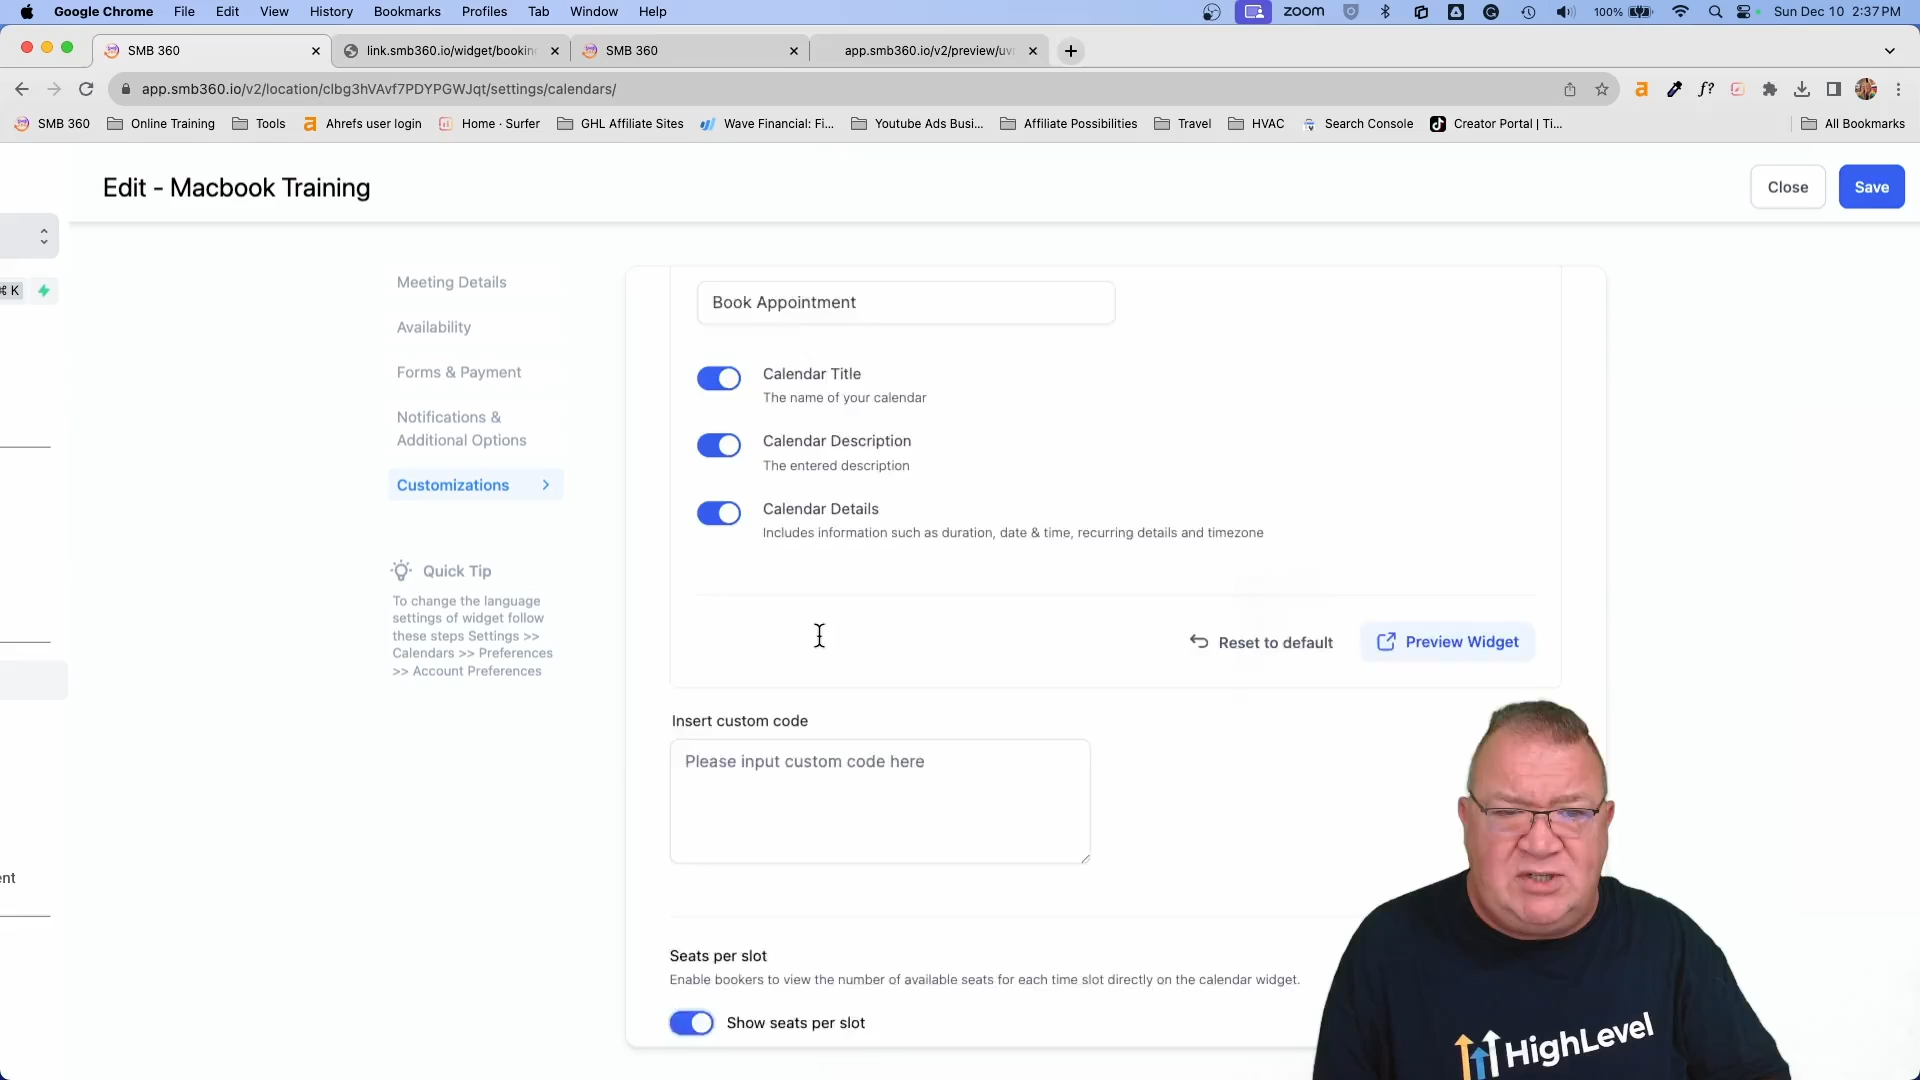 Google Chrome File Edit View History Bookmarks Profiles Tab Window Help
zoom 100% Sun Dec 10 2:37 PM
SMB 360
link.smb360.io/widget/bookin
SMB 360
app.smb360.io/v2/preview/uv
app.smb360.io/v2/location/clbg3hVAvf7PDYPGWJqt/settings/calendars/
SMB 360 Online Training Tools Ahrefs user login Home · Surfer GHL Affiliate Sites Wave Financial: Fi... Youtube Ads Busi... Affiliate Possibilities Travel HVAC Search Console Creator Portal | Ti... All Bookmarks
Edit - Macbook Training
Close
Save
⌘ K
ent
Meeting Details
Availability
Forms & Payment
Notifications &
Additional Options
Customizations
Quick Tip
To change the language
settings of widget follow
these steps Settings >>
Calendars >> Preferences
>> Account Preferences
Book Appointment
Calendar Title
The name of your calendar
Calendar Description
The entered description
Calendar Details
Includes information such as duration, date & time, recurring details and timezone
Reset to default
Preview Widget
Insert custom code
Please input custom code here
Seats per slot
Enable bookers to view the number of available seats for each time slot directly on the calendar widget.
Show seats per slot
HighLevel